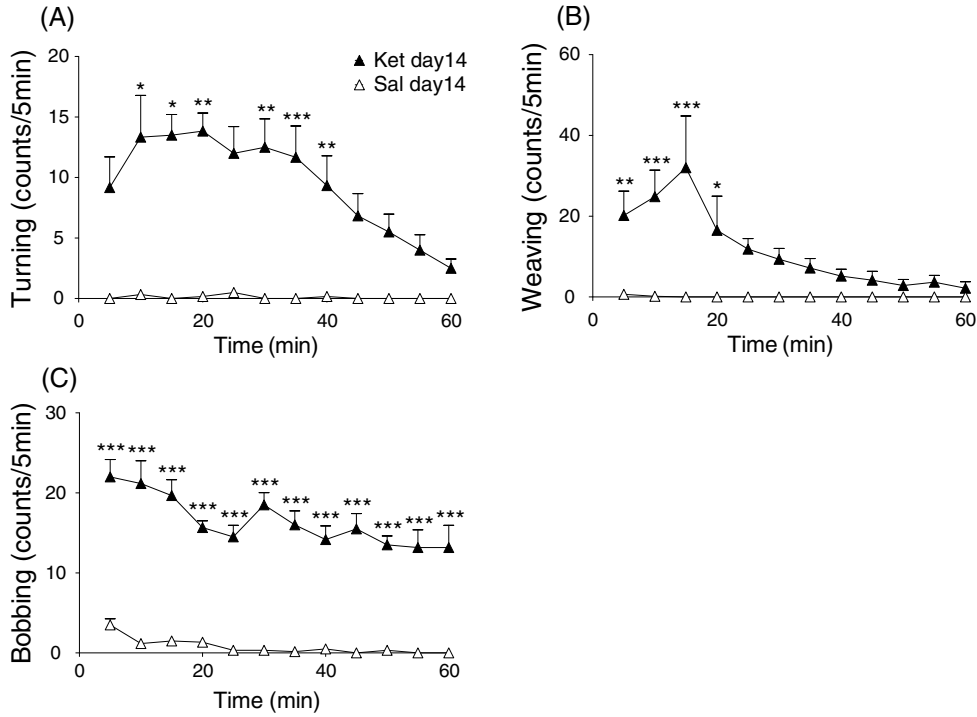 (A)
Turning (counts/5min)
20
15
10
5
0
* * ** ** *** **
▲ Ket day14
△ Sal day14
0 20 40 60
Time (min)
(B)
Weaving (counts/5min)
60
40
20
0
** *** *** *
0 20 40 60
Time (min)
(C)
Bobbing (counts/5min)
30
20
10
0
*** *** *** *** *** *** *** *** *** *** *** ***
0 20 40 60
Time (min)